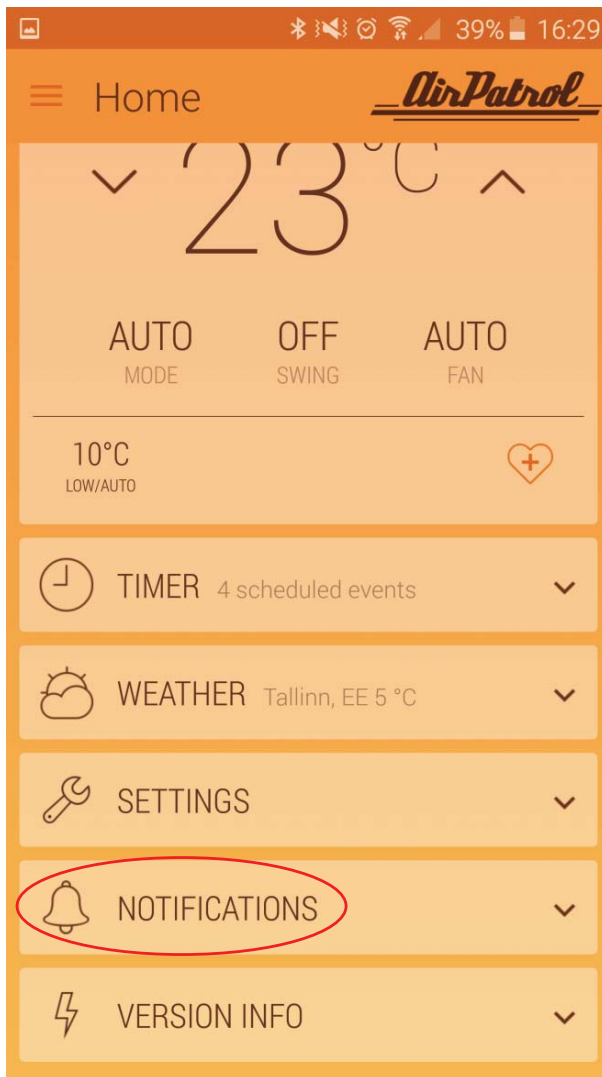 39% 16:29
Home AirPatrol
23°C
AUTO OFF AUTO
MODE SWING FAN
10°C
LOW/AUTO
TIMER 4 scheduled events
WEATHER Tallinn, EE 5 °C
SETTINGS
NOTIFICATIONS
VERSION INFO